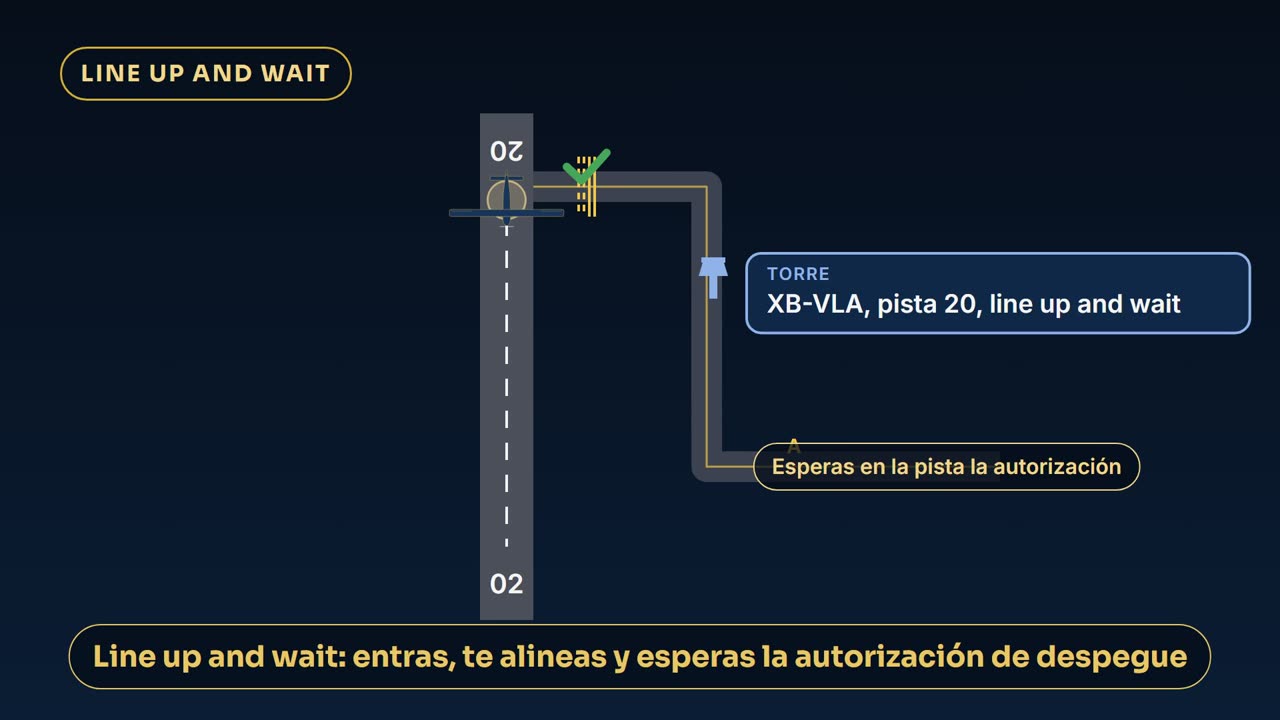 LINE UP AND WAIT
20
TORRE
XB-VLA, pista 20, line up and wait
A
Esperas en la pista la autorización
02
Line up and wait: entras, te alineas y esperas la autorización de despegue